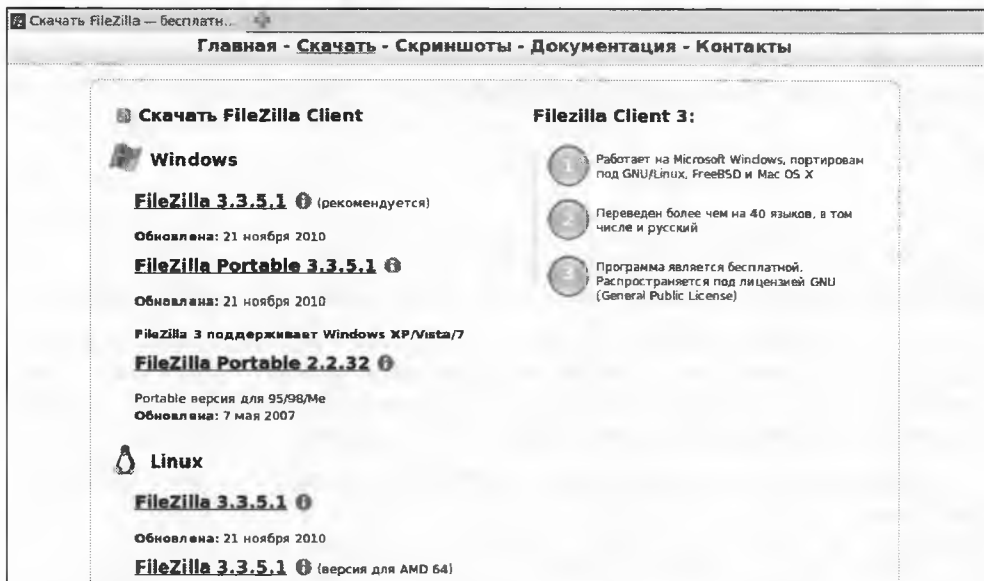 Скачать FileZilla — бесплатн...
Главная - Скачать - Скриншоты - Документация - Контакты
Скачать FileZilla Client
Windows
FileZilla 3.3.5.1 (рекомендуется)
Обновлена: 21 ноября 2010
FileZilla Portable 3.3.5.1
Обновлена: 21 ноября 2010
FileZilla 3 поддерживает Windows XP/Vista/7
FileZilla Portable 2.2.32
Portable версия для 95/98/Me
Обновлена: 7 мая 2007
Linux
FileZilla 3.3.5.1
Обновлена: 21 ноября 2010
FileZilla 3.3.5.1 (версия для AMD 64)
Filezilla Client 3:
1 Работает на Microsoft Windows, портирован
под GNU/Linux, FreeBSD и Mac OS X
2 Переведен более чем на 40 языков, в том
числе и русский
3 Программа является бесплатной.
Распространяется под лицензией GNU
(General Public License)